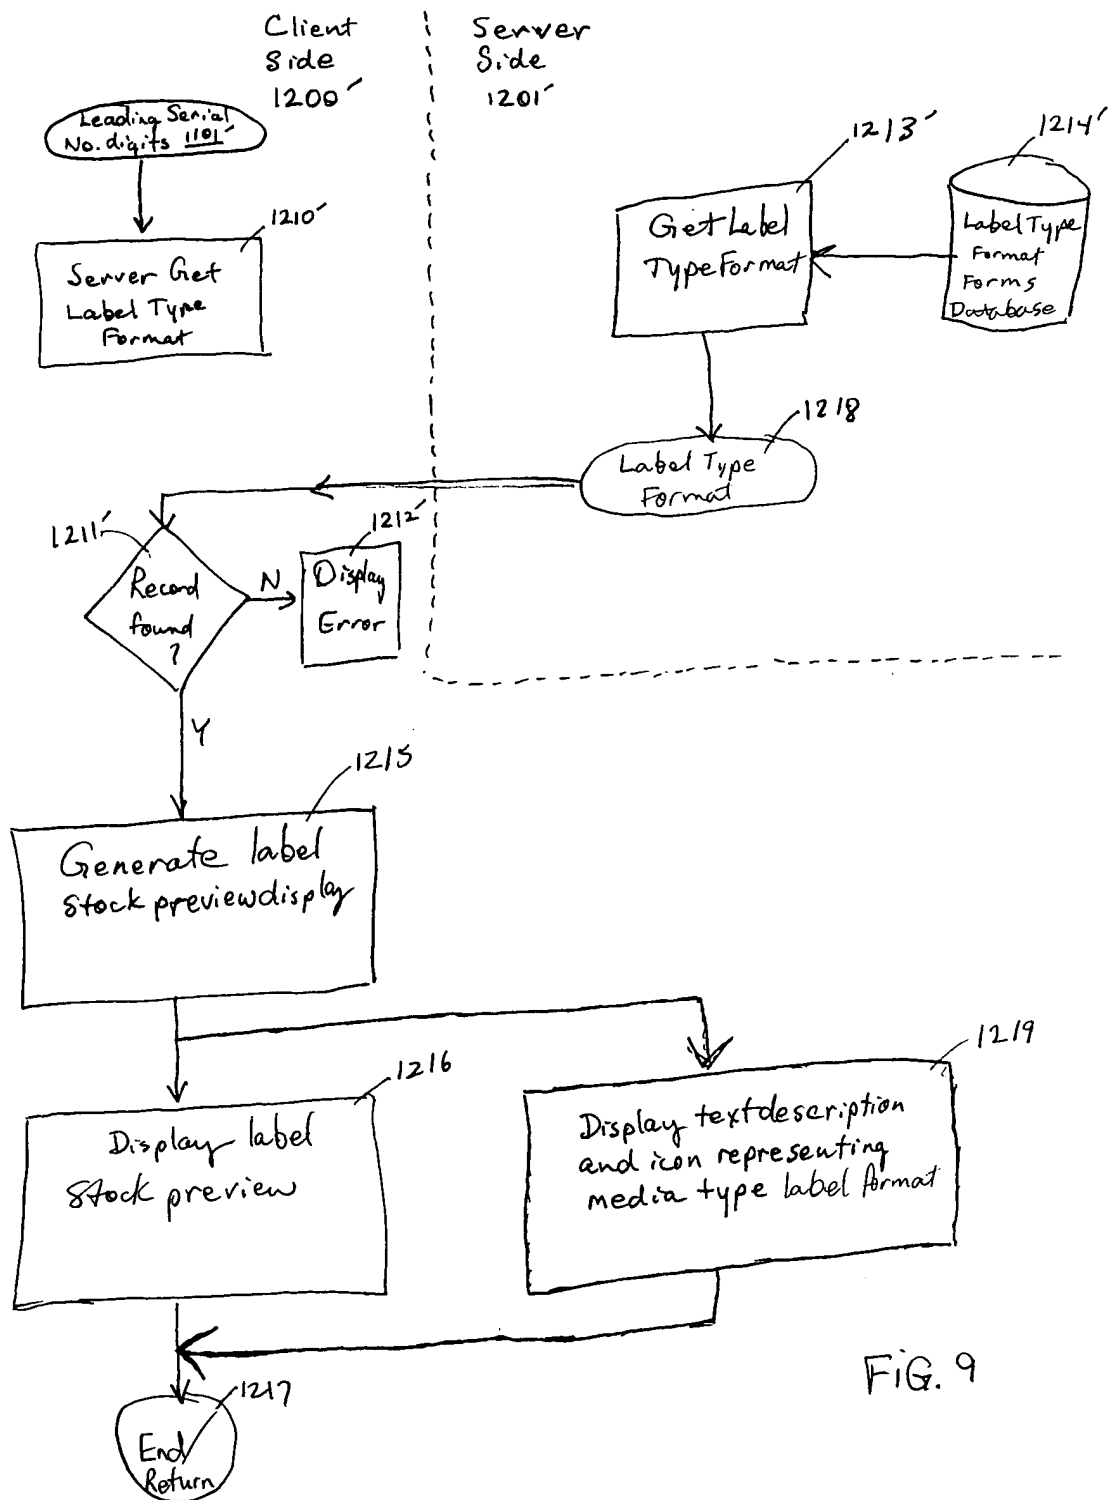 Client
Side
1200′
Server
Side
1201′
Leading Serial
No. digits 1101′
1210′
Server Get
Label Type
Format
1213′
Get Label
Type Format
1214′
Label Type
Format
Forms
Database
1218
Label Type
Format
1211′
Record
found
?
N
1212′
Display
Error
Y
1215
Generate label
Stock preview display
1216
Display label
Stock preview
1219
Display text description
and icon representing
media type label format
1217
End
Return
FIG. 9